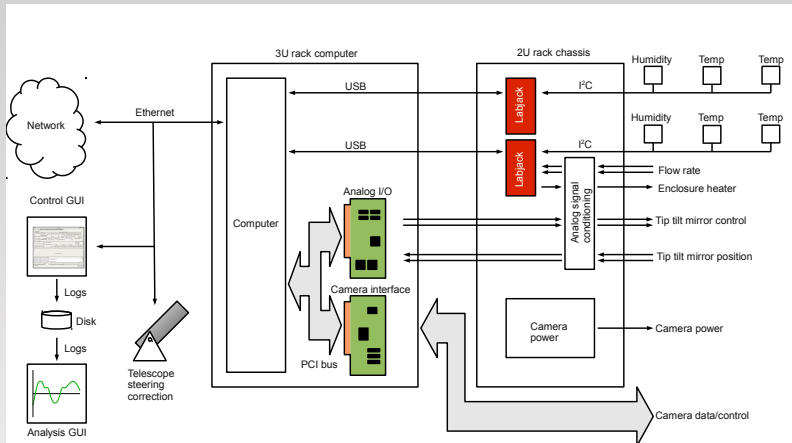 3U rack computer
2U rack chassis
Humidity
Temp
Temp
USB
I²C
Labjack
Ethernet
Network
Humidity
Temp
Temp
USB
I²C
Labjack
Flow rate
Enclosure heater
Control GUI
Analog I/O
Computer
Analog signal
conditioning
Tip tilt mirror control
Tip tilt mirror position
Logs
Camera interface
Disk
Camera
power
Camera power
Logs
PCI bus
Telescope
steering
correction
Camera data/control
Analysis GUI